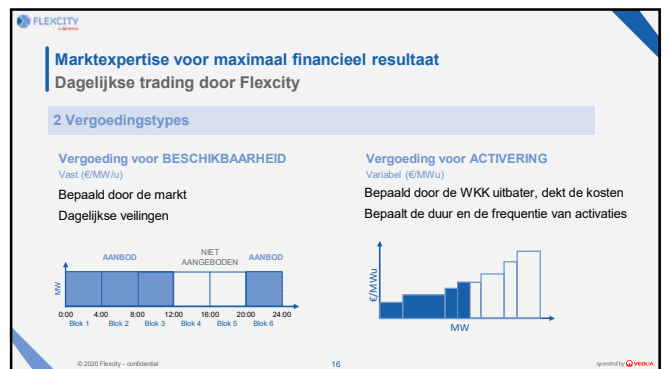 FLEXCITY
Marktexpertise voor maximaal financieel resultaat
Dagelijkse trading door Flexcity
2 Vergoedingstypes
Vergoeding voor BESCHIKBAARHEID
Vast (€/MW/u)
Bepaald door de markt
Dagelijkse veilingen
AANBOD
NIET
AANGEBODEN
AANBOD
MW
0:00 4:00 8:00 12:00 16:00 20:00 24:00
Blok 1 Blok 2 Blok 3 Blok 4 Blok 5 Blok 6
Vergoeding voor ACTIVERING
Variabel (€/MWu)
Bepaald door de WKK uitbater, dekt de kosten
Bepaalt de duur en de frequentie van activaties
€/MWu
MW
© 2020 Flexcity – confidential
16
operated by VEOLIA